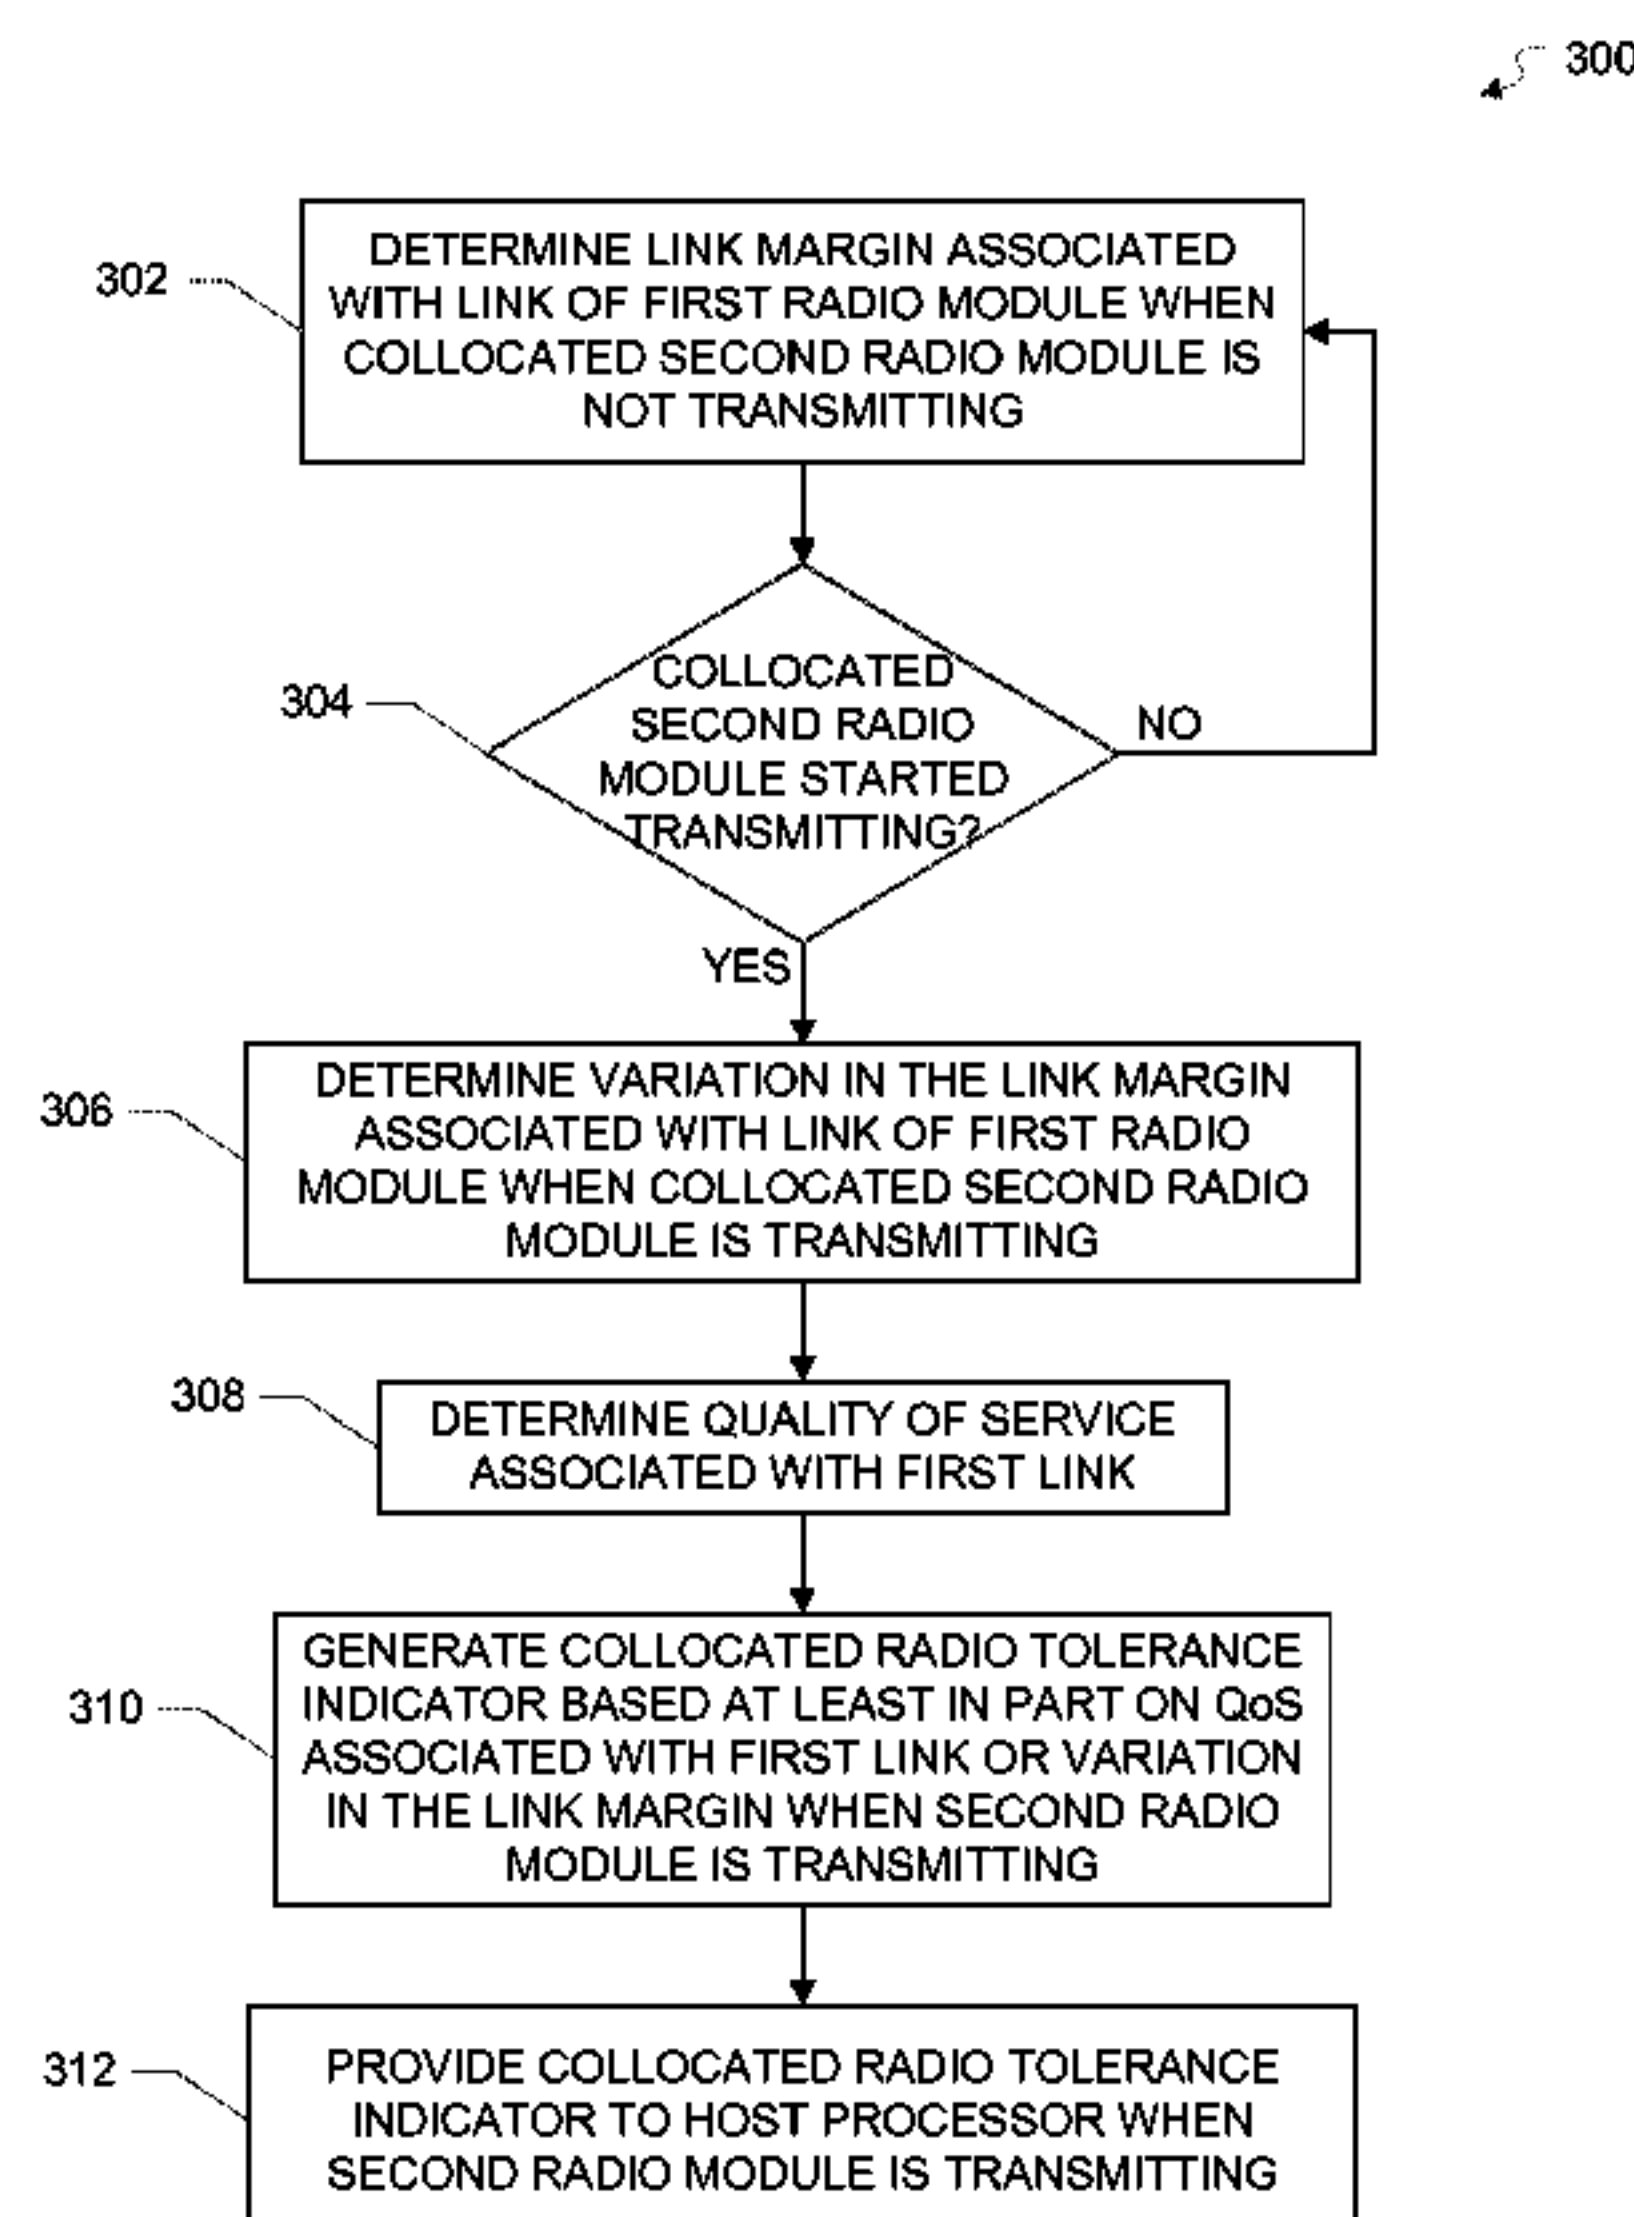 300
302
DETERMINE LINK MARGIN ASSOCIATED
WITH LINK OF FIRST RADIO MODULE WHEN
COLLOCATED SECOND RADIO MODULE IS
NOT TRANSMITTING
304
COLLOCATED
SECOND RADIO
MODULE STARTED
TRANSMITTING?
NO
YES
306
DETERMINE VARIATION IN THE LINK MARGIN
ASSOCIATED WITH LINK OF FIRST RADIO
MODULE WHEN COLLOCATED SECOND RADIO
MODULE IS TRANSMITTING
308
DETERMINE QUALITY OF SERVICE
ASSOCIATED WITH FIRST LINK
310
GENERATE COLLOCATED RADIO TOLERANCE
INDICATOR BASED AT LEAST IN PART ON QoS
ASSOCIATED WITH FIRST LINK OR VARIATION
IN THE LINK MARGIN WHEN SECOND RADIO
MODULE IS TRANSMITTING
312
PROVIDE COLLOCATED RADIO TOLERANCE
INDICATOR TO HOST PROCESSOR WHEN
SECOND RADIO MODULE IS TRANSMITTING